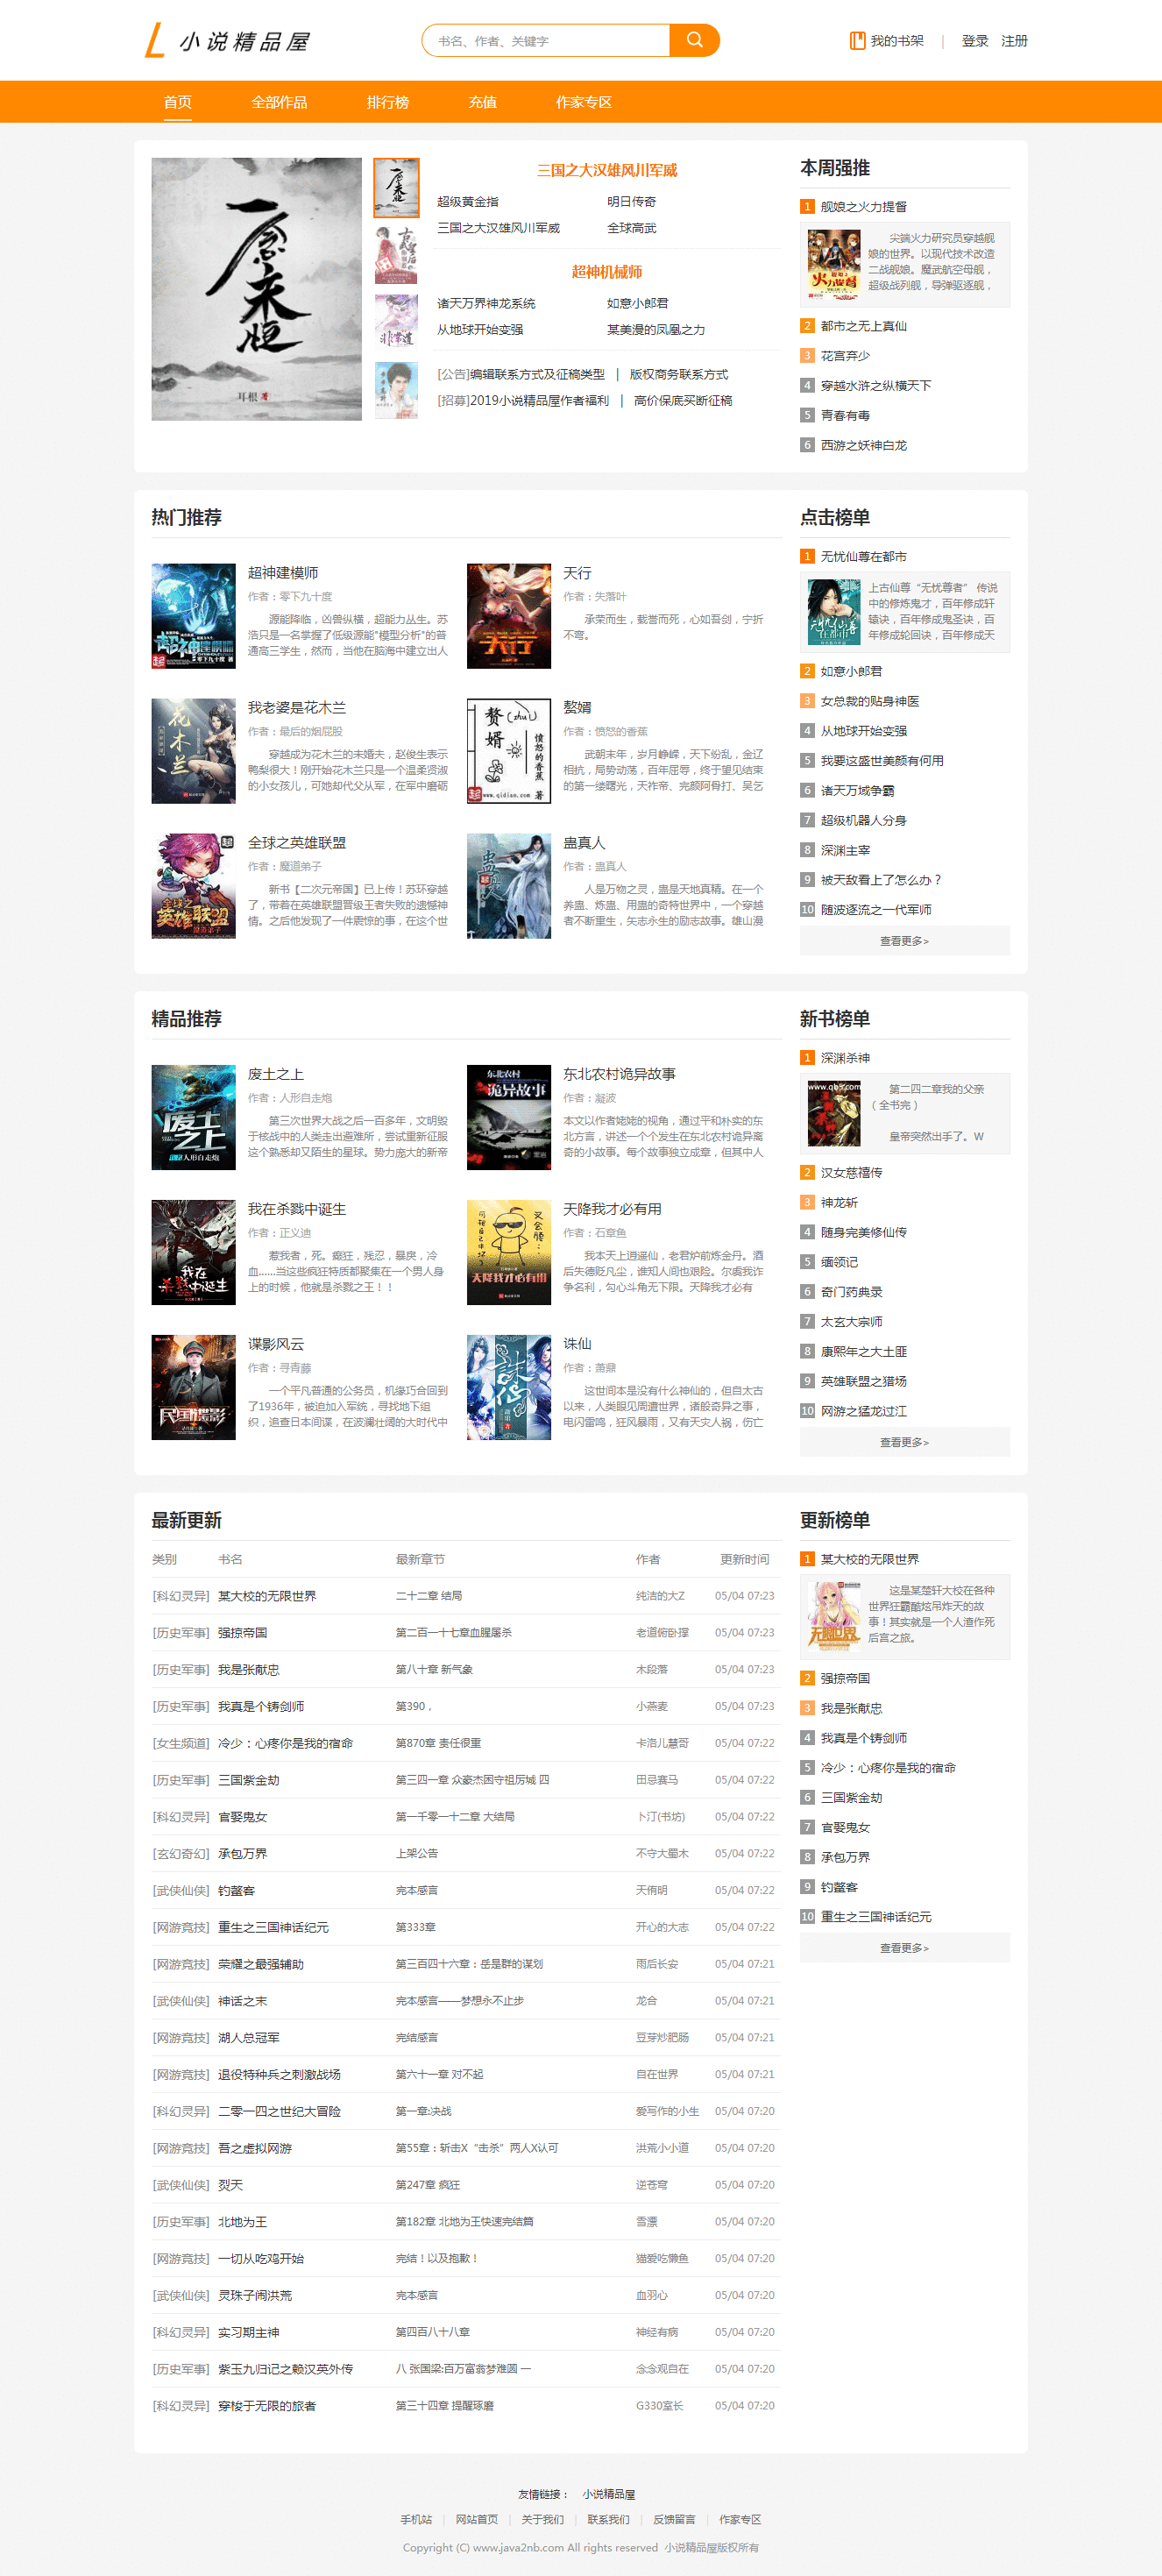 小说精品屋
书名、作者、关键字
我的书架 | 登录 注册
首页 全部作品 排行榜 充值 作家专区
一念永恒
耳根 著
三国之大汉雄风川军威
超级黄金指 明日传奇
三国之大汉雄风川军威 全球高武
超神机械师
诸天万界神龙系统 如意小郎君
从地球开始变强 某美漫的凤凰之力
[公告]编辑联系方式及征稿类型 | 版权商务联系方式
[招募]2019小说精品屋作者福利 | 高价保底买断征稿
本周强推
1 舰娘之火力提督
尖端火力研究员穿越舰
娘的世界。以现代技术改造
二战舰娘。魔武航空母舰，
超级战列舰，导弹驱逐舰，
2 都市之无上真仙
3 花宫弃少
4 穿越水浒之纵横天下
5 青春有毒
6 西游之妖神白龙
热门推荐
超神建模师
作者：零下九十度
源能降临，凶兽纵横，超能力丛生。苏
浩只是一名掌握了低级源能"模型分析"的普
通高三学生，然而，当他在脑海中建立出人
天行
作者：失落叶
承荣而生，载誉而死，心如吾剑，宁折
不弯。
我老婆是花木兰
作者：最后的烟屁股
穿越成为花木兰的未婚夫，赵俊生表示
鸭梨很大！刚开始花木兰只是一个温柔贤淑
的小女孩儿，可她却代父从军，在军中磨砺
赘婿
作者：愤怒的香蕉
武朝末年，岁月峥嵘，天下纷乱，金辽
相抗，局势动荡，百年屈辱，终于望见结束
的第一缕曙光，天祚帝、完颜阿骨打、吴乞
全球之英雄联盟
作者：魔道弟子
新书【二次元帝国】已上传！苏环穿越
了，带着在英雄联盟晋级王者失败的遗憾神
情。之后他发现了一件震惊的事，在这个世
蛊真人
作者：蛊真人
人是万物之灵，蛊是天地真精。在一个
养蛊、炼蛊、用蛊的奇特世界中，一个穿越
者不断重生，矢志永生的励志故事。雄山漫
点击榜单
1 无忧仙尊在都市
上古仙尊“无忧尊者” 传说
中的修炼鬼才，百年修成轩
辕诀，百年修成鬼圣诀，百
年修成轮回诀，百年修成天
2 如意小郎君
3 女总裁的贴身神医
4 从地球开始变强
5 我要这盛世美颜有何用
6 诸天万域争霸
7 超级机器人分身
8 深渊主宰
9 被天敌看上了怎么办？
10 随波逐流之一代军师
查看更多>
精品推荐
废土之上
作者：人形自走炮
第三次世界大战之后一百多年，文明毁
于核战中的人类走出避难所，尝试重新征服
这个熟悉却又陌生的星球。势力庞大的新帝
东北农村诡异故事
作者：凝波
本文以作者姥姥的视角，通过平和朴实的东
北方言，讲述一个个发生在东北农村诡异离
奇的小故事。每个故事独立成章，但其中人
我在杀戮中诞生
作者：正义迪
惹我者，死。癫狂，残忍，暴戾，冷
血……当这些疯狂特质都聚集在一个男人身
上的时候，他就是杀戮之王！！
天降我才必有用
作者：石章鱼
我本天上逍遥仙，老君炉前炼金丹。酒
后失德贬凡尘，谁知人间也艰险。尔虞我诈
争名利，勾心斗角无下限。天降我才必有
谍影风云
作者：寻青藤
一个平凡普通的公务员，机缘巧合回到
了1936年，被迫加入军统，寻找地下组
织，追查日本间谍，在波澜壮阔的大时代中
诛仙
作者：萧鼎
这世间本是没有什么神仙的，但自太古
以来，人类眼见周遭世界，诸般奇异之事，
电闪雷鸣，狂风暴雨，又有天灾人祸，伤亡
新书榜单
1 深渊杀神
第二四二章我的父亲
（全书完）
皇帝突然出手了。W
2 汉女慈禧传
3 神龙斩
4 随身完美修仙传
5 缅领记
6 奇门药典录
7 太玄大宗师
8 康熙年之大土匪
9 英雄联盟之猎场
10 网游之猛龙过江
查看更多>
最新更新
类别 书名 最新章节 作者 更新时间
[科幻灵异] 某大校的无限世界 二十二章 结局 纯洁的大Z 05/04 07:23
[历史军事] 强掠帝国 第二百一十七章血腥屠杀 老道俯卧撑 05/04 07:23
[历史军事] 我是张献忠 第八十章 新气象 木段落 05/04 07:23
[历史军事] 我真是个铸剑师 第390， 小燕麦 05/04 07:23
[女生频道] 冷少：心疼你是我的宿命 第870章 责任很重 卡洛儿慧哥 05/04 07:22
[历史军事] 三国紫金劫 第三四一章 众豪杰困守祖厉城 四 田忌赛马 05/04 07:22
[科幻灵异] 官娶鬼女 第一千零一十二章 大结局 卜汀(书坊) 05/04 07:22
[玄幻奇幻] 承包万界 上架公告 不守大蜀木 05/04 07:22
[武侠仙侠] 钓鳌客 完本感言 天侑明 05/04 07:22
[网游竞技] 重生之三国神话纪元 第333章 开心的大志 05/04 07:22
[网游竞技] 荣耀之最强辅助 第三百四十六章：岳是群的谋划 雨后长安 05/04 07:21
[武侠仙侠] 神话之末 完本感言——梦想永不止步 龙合 05/04 07:21
[网游竞技] 湖人总冠军 完结感言 豆芽炒肥肠 05/04 07:21
[网游竞技] 退役特种兵之刺激战场 第六十一章 对不起 自在世界 05/04 07:21
[科幻灵异] 二零一四之世纪大冒险 第一章:决战 爱写作的小生 05/04 07:20
[网游竞技] 吾之虚拟网游 第55章：斩击X“击杀”两人X认可 洪荒小小道 05/04 07:20
[武侠仙侠] 烎天 第247章 疯狂 逆苍穹 05/04 07:20
[历史军事] 北地为王 第182章 北地为王快速完结篇 雪漂 05/04 07:20
[网游竞技] 一切从吃鸡开始 完结！以及抱歉！ 猫爱吃懒鱼 05/04 07:20
[武侠仙侠] 灵珠子闹洪荒 完本感言 血羽心 05/04 07:20
[科幻灵异] 实习期主神 第四百八十八章 神经有病 05/04 07:20
[历史军事] 紫玉九归记之赖汉英外传 八 张国梁:百万富翁梦难圆 一 念念观自在 05/04 07:20
[科幻灵异] 穿梭于无限的旅者 第三十四章 提醒琢磨 G330室长 05/04 07:20
更新榜单
1 某大校的无限世界
这是某楚轩大校在各种
世界狂霸酷炫吊炸天的故
事！其实就是一个人渣作死
后宫之旅。
2 强掠帝国
3 我是张献忠
4 我真是个铸剑师
5 冷少：心疼你是我的宿命
6 三国紫金劫
7 官娶鬼女
8 承包万界
9 钓鳌客
10 重生之三国神话纪元
查看更多>
友情链接： 小说精品屋
手机站 | 网站首页 | 关于我们 | 联系我们 | 反馈留言 | 作家专区
Copyright (C) www.java2nb.com All rights reserved 小说精品屋版权所有